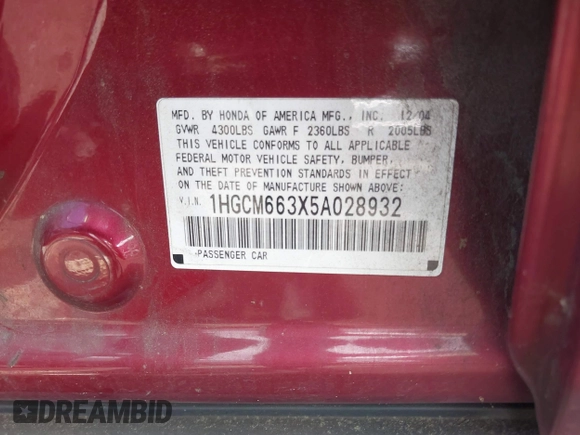 MFD. BY HONDA OF AMERICA MFG., INC. 12/04
GVWR 4300LBS GAWR F 2360LBS R 2005LBS
THIS VEHICLE CONFORMS TO ALL APPLICABLE
FEDERAL MOTOR VEHICLE SAFETY, BUMPER,
AND THEFT PREVENTION STANDARDS IN EFFECT
ON THE DATE OF MANUFACTURE SHOWN ABOVE:
V.I.N. 1HGCM663X5A028932
PASSENGER CAR
DREAMBID